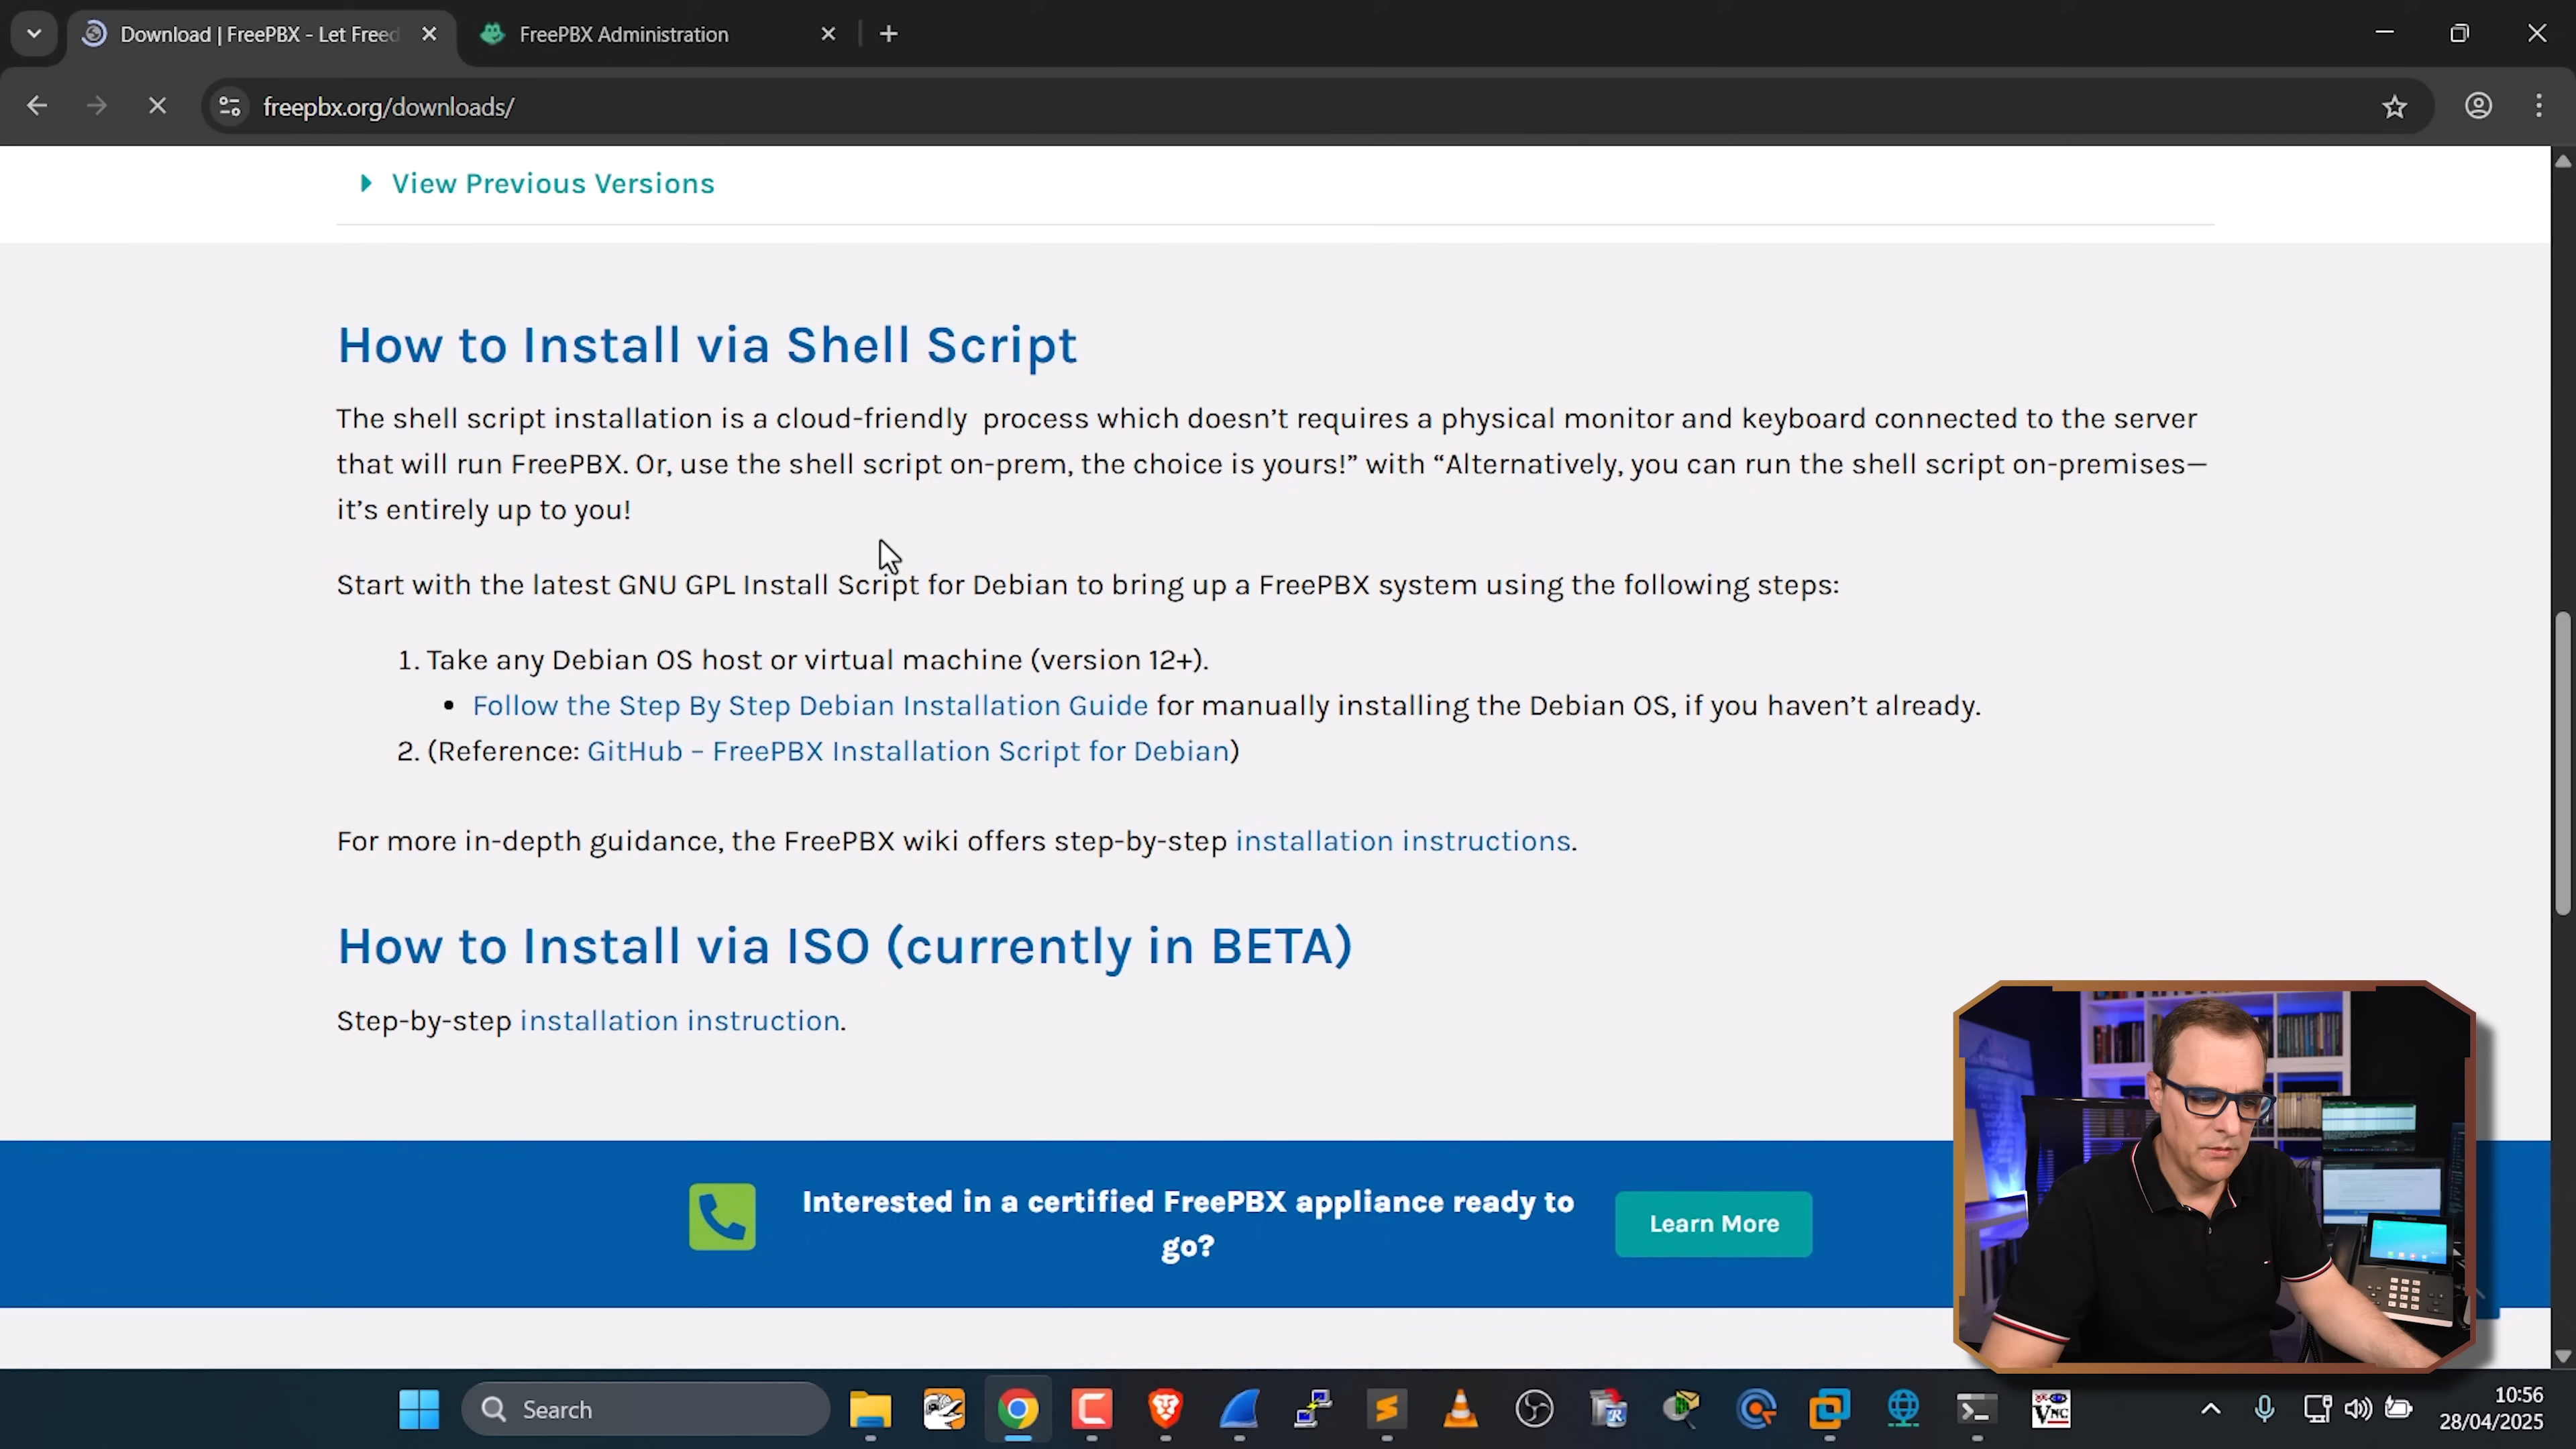 Download | FreePBX - Let Freed
FreePBX Administration
freepbx.org/downloads/
View Previous Versions
How to Install via Shell Script
The shell script installation is a cloud-friendly process which doesn't requires a physical monitor and keyboard connected to the server
that will run FreePBX. Or, use the shell script on-prem, the choice is yours!" with "Alternatively, you can run the shell script on-premises—
it's entirely up to you!
Start with the latest GNU GPL Install Script for Debian to bring up a FreePBX system using the following steps:
1. Take any Debian OS host or virtual machine (version 12+).
• Follow the Step By Step Debian Installation Guide for manually installing the Debian OS, if you haven't already.
2. (Reference: GitHub – FreePBX Installation Script for Debian)
For more in-depth guidance, the FreePBX wiki offers step-by-step installation instructions.
How to Install via ISO (currently in BETA)
Step-by-step installation instruction.
Interested in a certified FreePBX appliance ready to
go?
Learn More
Search
VNC
10:56
28/04/2025